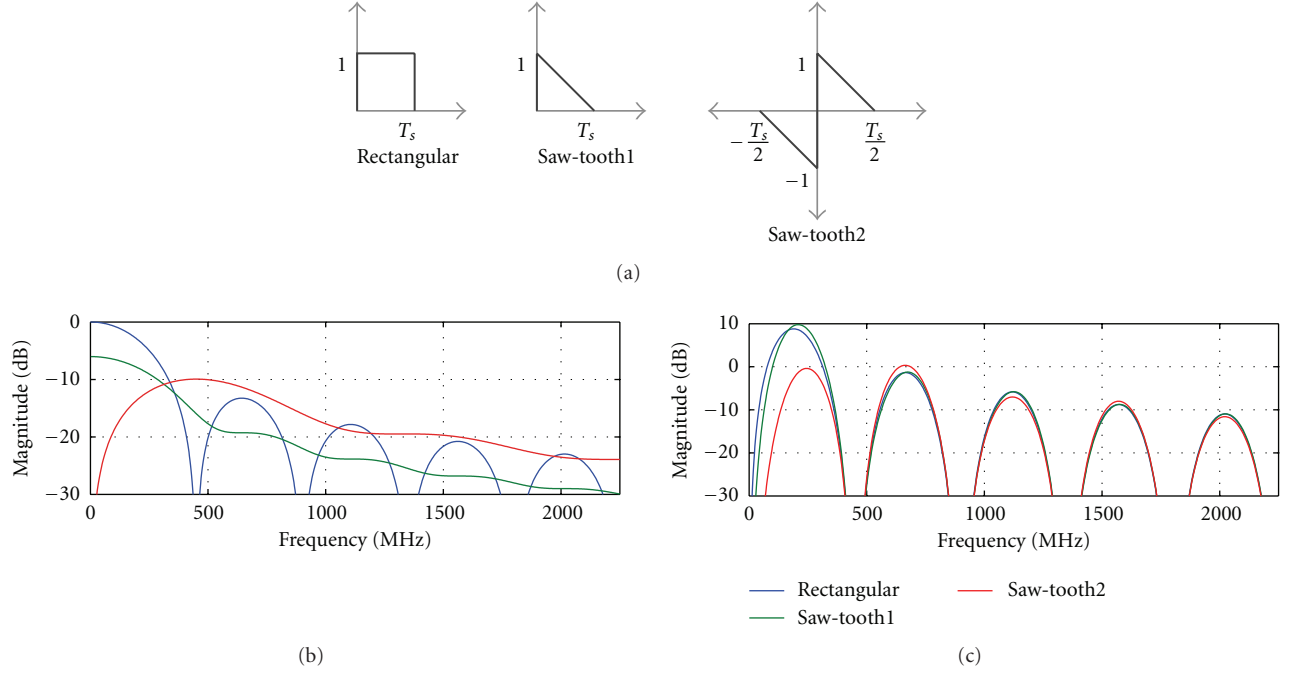 1
T_s
Rectangular
1
T_s
Saw-tooth1
1
−T_s/2
T_s/2
−1
Saw-tooth2
(a)
Magnitude (dB)
0
−10
−20
−30
0 500 1000 1500 2000
Frequency (MHz)
(b)
Magnitude (dB)
10
0
−10
−20
−30
0 500 1000 1500 2000
Frequency (MHz)
Rectangular
Saw-tooth1
Saw-tooth2
(c)